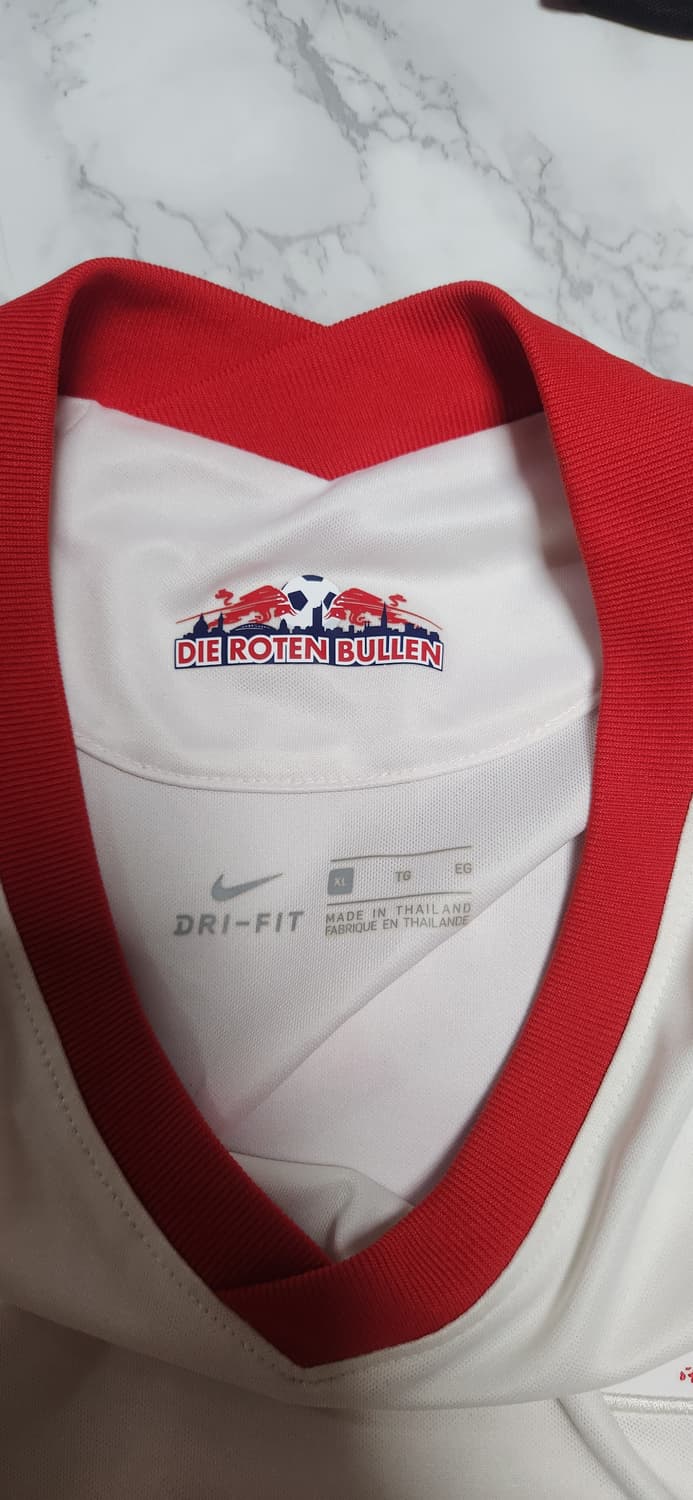 DIE ROTEN BULLEN
XL TG EG
DRI-FIT
MADE IN THAILAND
FABRIQUE EN THAILANDE